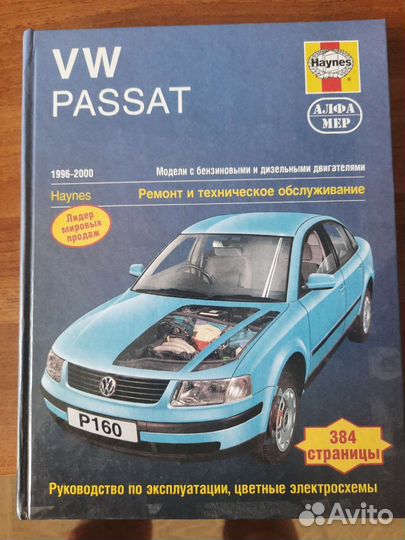 VW
PASSAT
Haynes
®
АЛФА
МЕР
1996-2000
Модели с бензиновыми и дизельными двигателями
Haynes
Ремонт и техническое обслуживание
Лидер
мировых
продаж
P160
384
страницы
Руководство по эксплуатации, цветные электросхемы
Avito